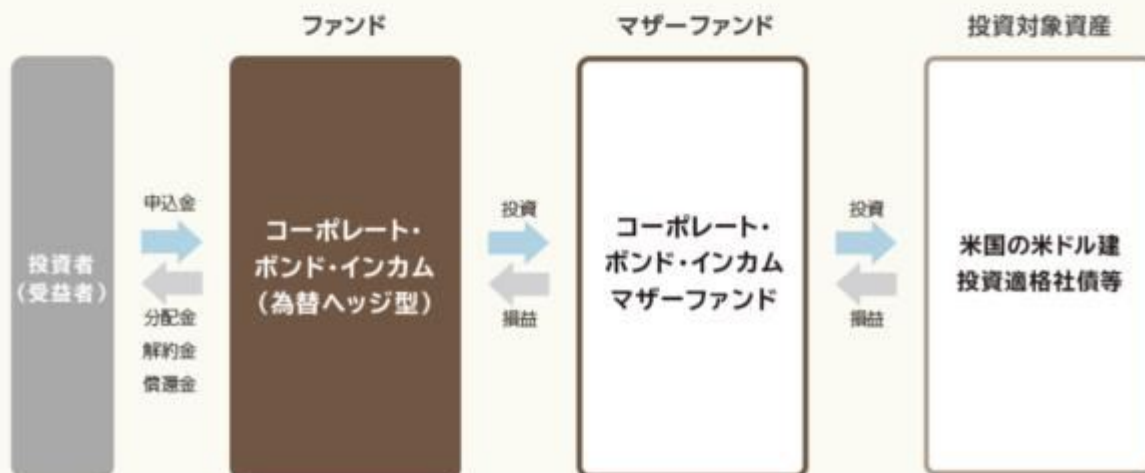 ファンド
マザーファンド
投資対象資産
投資者
(受益者)
申込金
分配金
解約金
償還金
コーポレート・
ボンド・インカム
(為替ヘッジ型)
投資
損益
コーポレート・
ボンド・インカム
マザーファンド
投資
損益
米国の米ドル建
投資適格社債等